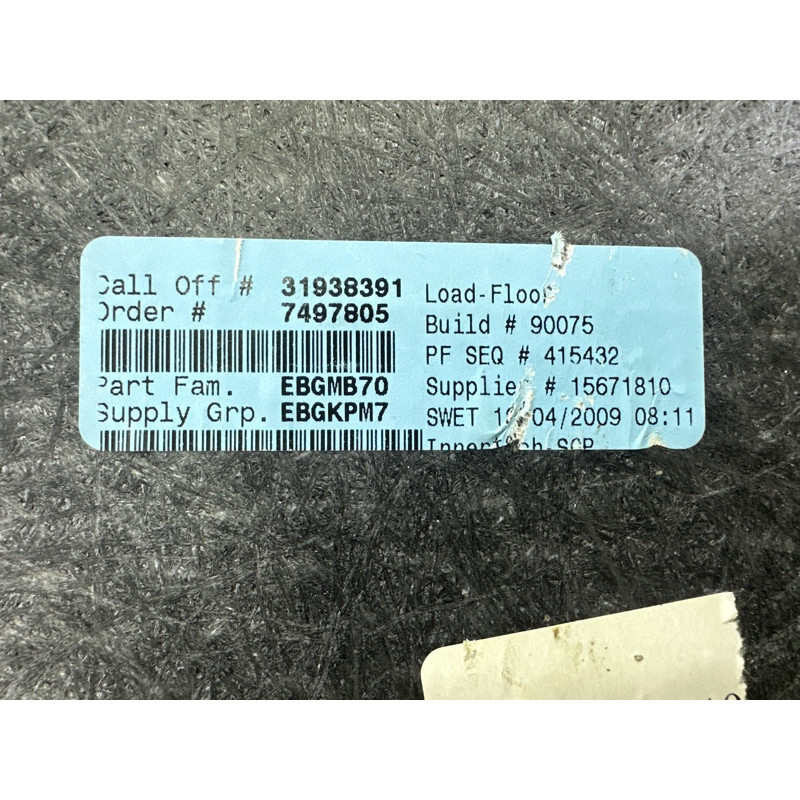 Call Off # 31938391
Order # 7497805
Part Fam. EBGMB70
Supply Grp. EBGKPM7
Load-Floor
Build # 90075
PF SEQ # 415432
Supplier # 15671810
SWET /04/2009 08:11